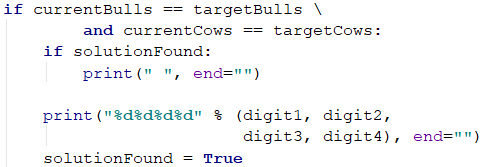 if currentBulls == targetBulls \
        and currentCows == targetCows:
    if solutionFound:
        print(" ", end="")

    print("%d%d%d%d" % (digit1, digit2,
                        digit3, digit4), end="")
    solutionFound = True